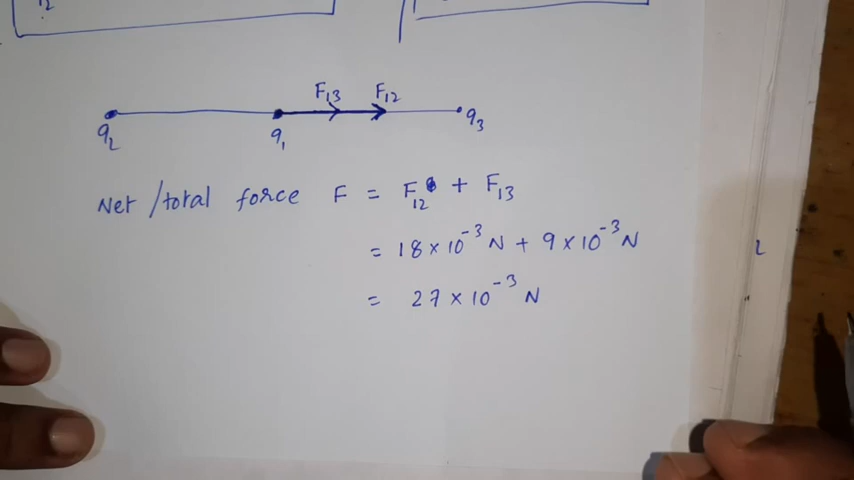 12
F13 F12
q2 q1 q3
Net/total force F = F12 + F13
= 18 × 10⁻³ N + 9 × 10⁻³ N
= 27 × 10⁻³ N